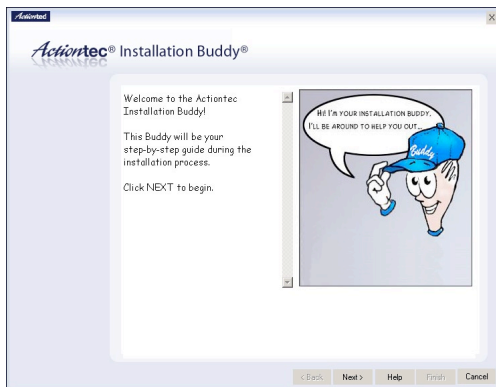 Actiontec
X
Actiontec® Installation Buddy®
Welcome to the Actiontec
Installation Buddy!
This Buddy will be your
step-by-step guide during the
installation process.
Click NEXT to begin.
HI! I'M YOUR INSTALLATION BUDDY.
I'LL BE AROUND TO HELP YOU OUT...
Buddy
< Back Next > Help Finish Cancel